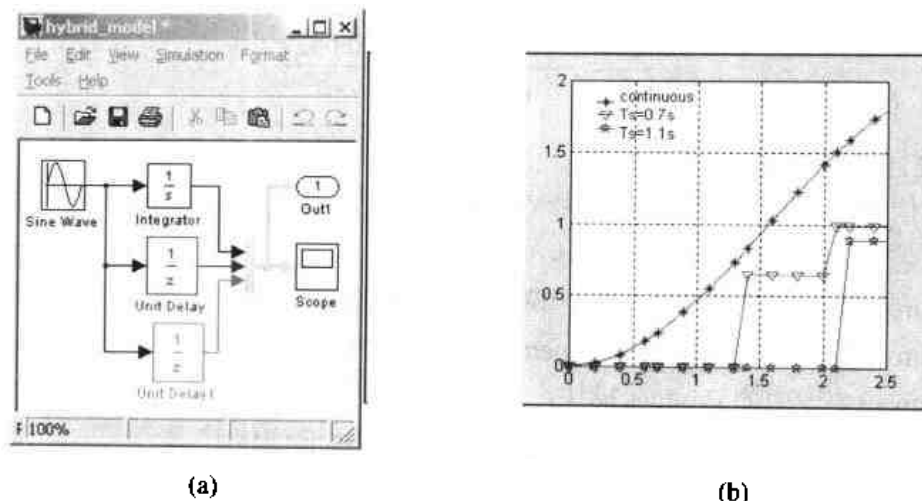 hybrid_model *
File Edit View Simulation Format
Tools Help
1
s
Integrator
Sine Wave
1
z
Unit Delay
1
z
Unit Delay1
1
Out1
Scope
100%
(a)
2
1.5
1
0.5
0
continuous
Ts=0.7s
Ts=1.1s
0 0.5 1 1.5 2 2.5
(b)